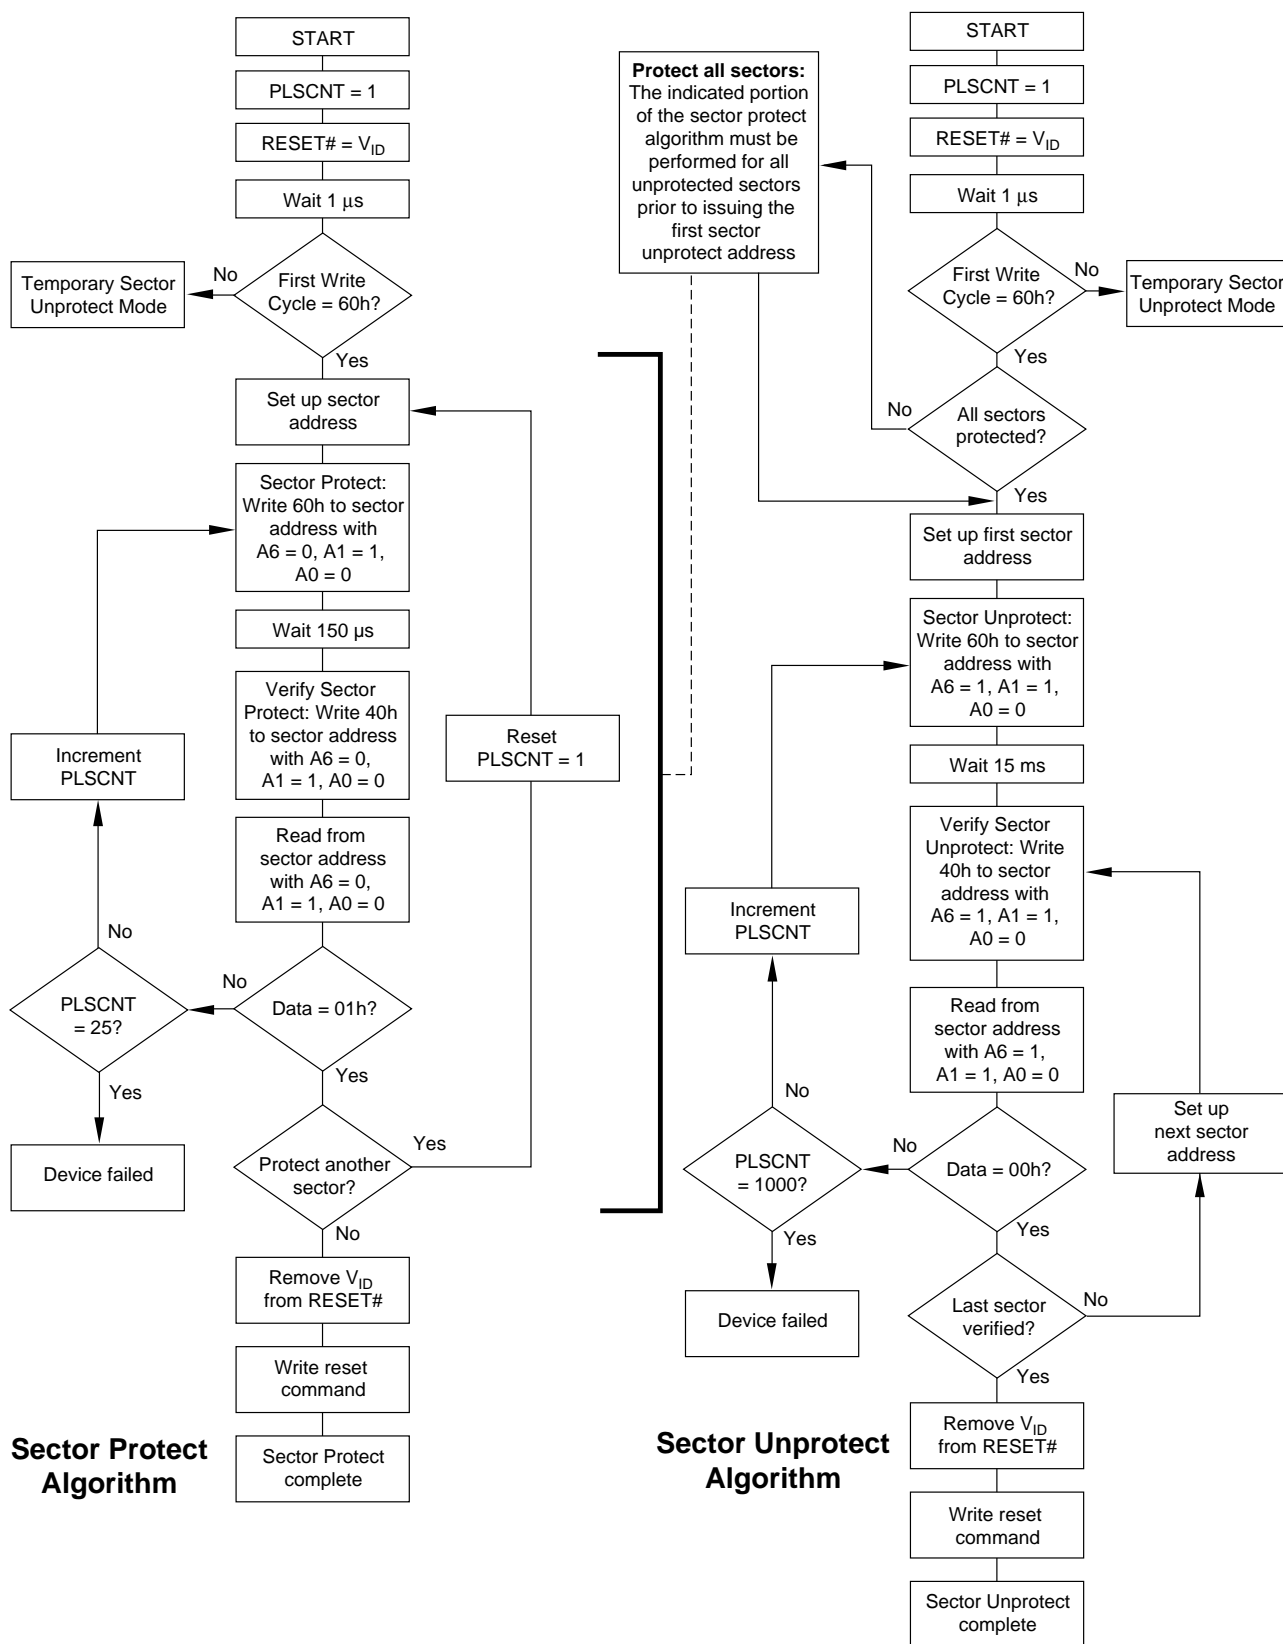 START
PLSCNT = 1
RESET# = VID
Wait 1 μs
First Write
Cycle = 60h?
No
Temporary Sector
Unprotect Mode
Yes
Set up sector
address
Sector Protect:
Write 60h to sector
address with
A6 = 0, A1 = 1,
A0 = 0
Wait 150 µs
Verify Sector
Protect: Write 40h
to sector address
with A6 = 0,
A1 = 1, A0 = 0
Increment
PLSCNT
Reset
PLSCNT = 1
Read from
sector address
with A6 = 0,
A1 = 1, A0 = 0
No
PLSCNT
= 25?
No
Data = 01h?
Yes
Yes
Device failed
Protect another
sector?
Yes
No
Remove VID
from RESET#
Write reset
command
Sector Protect
complete
Sector Protect
Algorithm
Protect all sectors:
The indicated portion
of the sector protect
algorithm must be
performed for all
unprotected sectors
prior to issuing the
first sector
unprotect address
START
PLSCNT = 1
RESET# = VID
Wait 1 μs
First Write
Cycle = 60h?
No
Temporary Sector
Unprotect Mode
Yes
No
All sectors
protected?
Yes
Set up first sector
address
Sector Unprotect:
Write 60h to sector
address with
A6 = 1, A1 = 1,
A0 = 0
Wait 15 ms
Verify Sector
Unprotect: Write
40h to sector
address with
A6 = 1, A1 = 1,
A0 = 0
Increment
PLSCNT
Read from
sector address
with A6 = 1,
A1 = 1, A0 = 0
No
Set up
next sector
address
PLSCNT
= 1000?
No
Data = 00h?
Yes
Yes
Device failed
Last sector
verified?
No
Yes
Remove VID
from RESET#
Write reset
command
Sector Unprotect
complete
Sector Unprotect
Algorithm